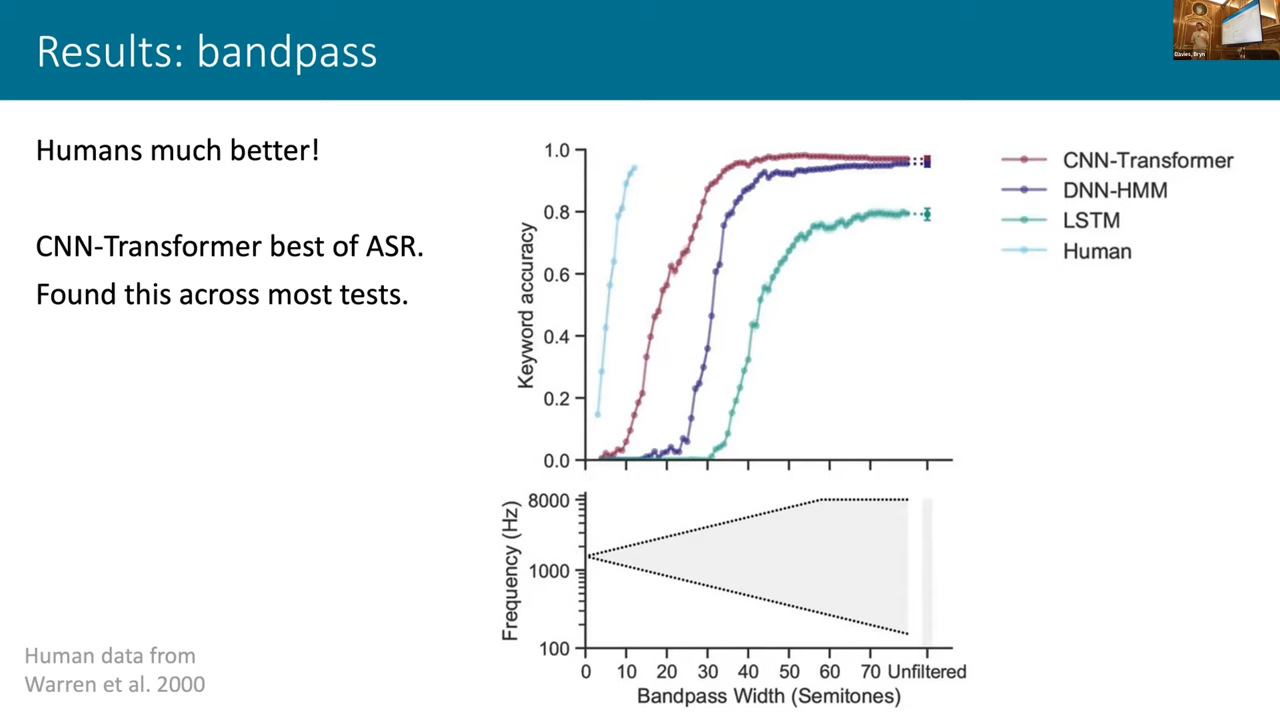 Results: bandpass
Davies, Bryn
Humans much better!
CNN-Transformer best of ASR.
Found this across most tests.
Human data from
Warren et al. 2000
Keyword accuracy
1.0
0.8
0.6
0.4
0.2
0.0
CNN-Transformer
DNN-HMM
LSTM
Human
Frequency (Hz)
8000
1000
100
0 10 20 30 40 50 60 70 Unfiltered
Bandpass Width (Semitones)